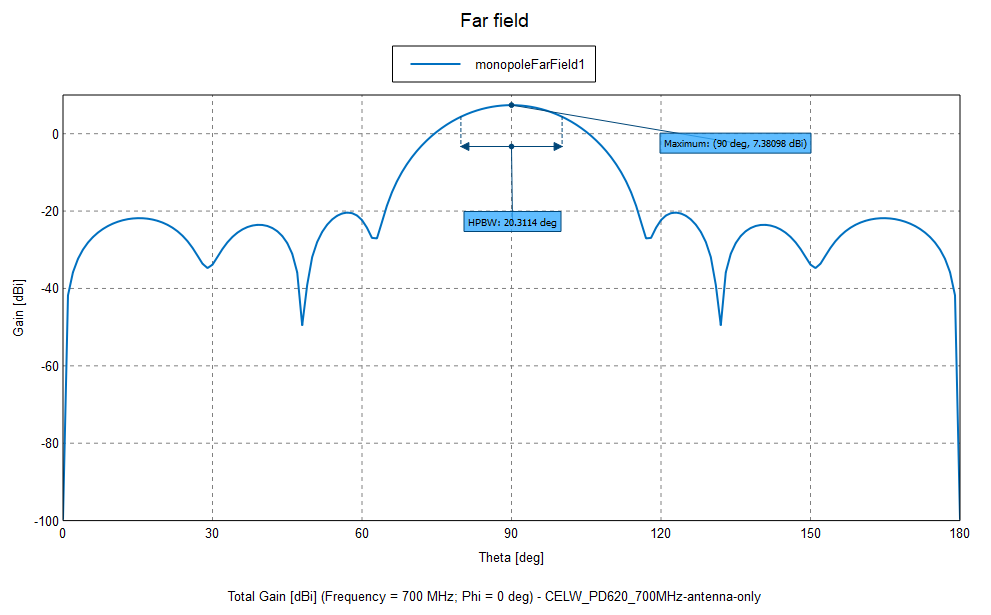 Far field
monopoleFarField1
0
Maximum: (90 deg, 7.38098 dBi)
-20
HPBW: 20.3114 deg
-40
Gain [dBi]
-60
-80
-100
0 30 60 90 120 150 180
Theta [deg]
Total Gain [dBi] (Frequency = 700 MHz; Phi = 0 deg) - CELW_PD620_700MHz-antenna-only